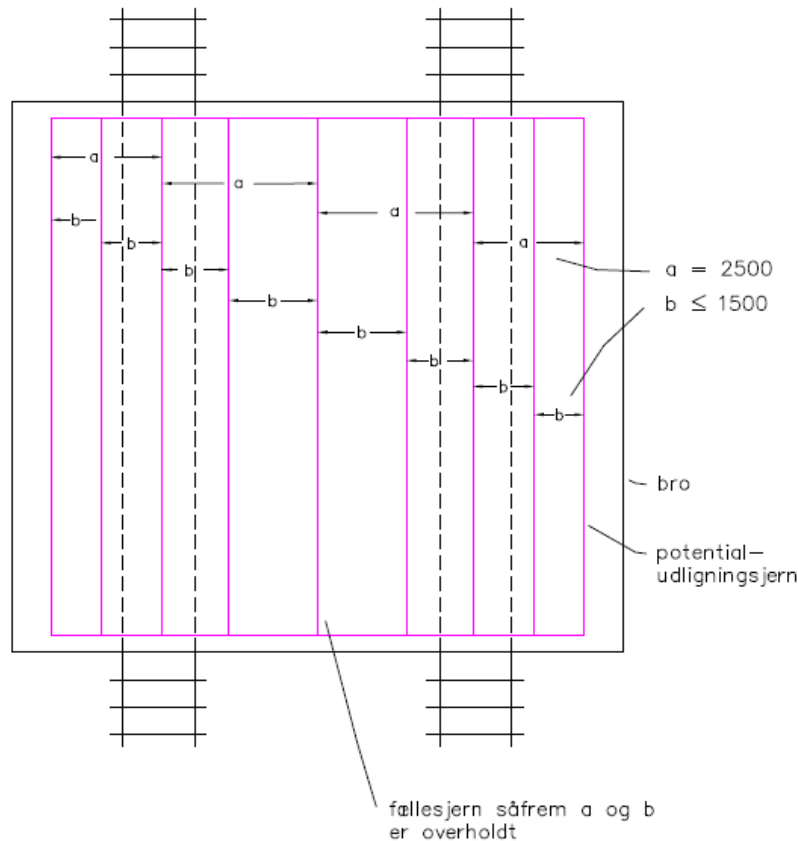 a
a
a
a
b
b
b
b
b
b
b
b
a = 2500
b ≤ 1500
bro
potential–
udligningsjern
fællesjern såfrem a og b
er overholdt